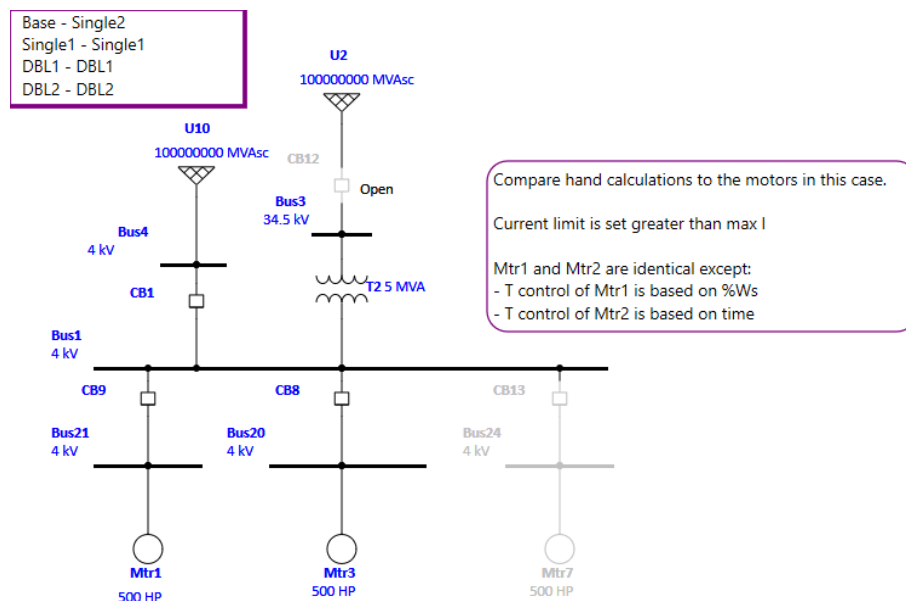 Base - Single2
Single1 - Single1
DBL1 - DBL1
DBL2 - DBL2
U2
100000000 MVAsc
U10
100000000 MVAsc
CB12
Open
Bus3
34.5 kV
Bus4
4 kV
CB1
T2 5 MVA
Compare hand calculations to the motors in this case.
Current limit is set greater than max I
Mtr1 and Mtr2 are identical except:
- T control of Mtr1 is based on %Ws
- T control of Mtr2 is based on time
Bus1
4 kV
CB9
CB8
CB13
Bus21
4 kV
Bus20
4 kV
Bus24
4 kV
Mtr1
500 HP
Mtr3
500 HP
Mtr7
500 HP